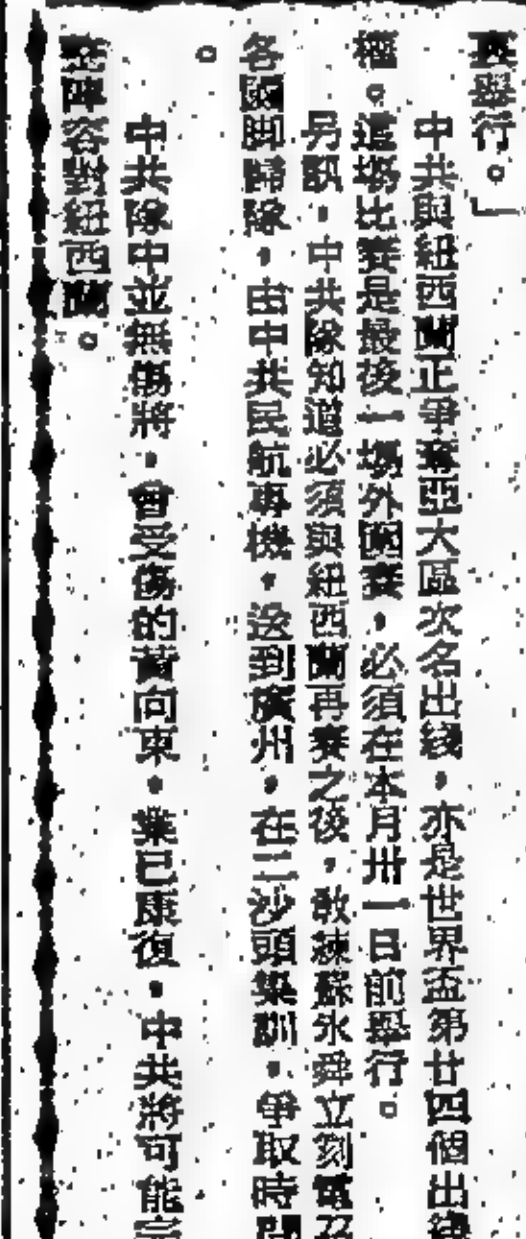 舉行。」
中共與紐西蘭正爭奪亞大區次名出綫，亦是世界盃第廿四個出綫
權。這場比賽是最後一場外圍賽，必須在本月卅一日前舉行。
另訊，中共隊知道必須與紐西蘭再賽之後，敎練蘇永舜立刻電召
各國脚歸隊，由中共民航專機，送到廣州，在二沙頭集訓，爭取時間
。
中共隊中並無傷將，曾受傷的黃向東，業已康復，中共將可能完
整陣容對紐西蘭。